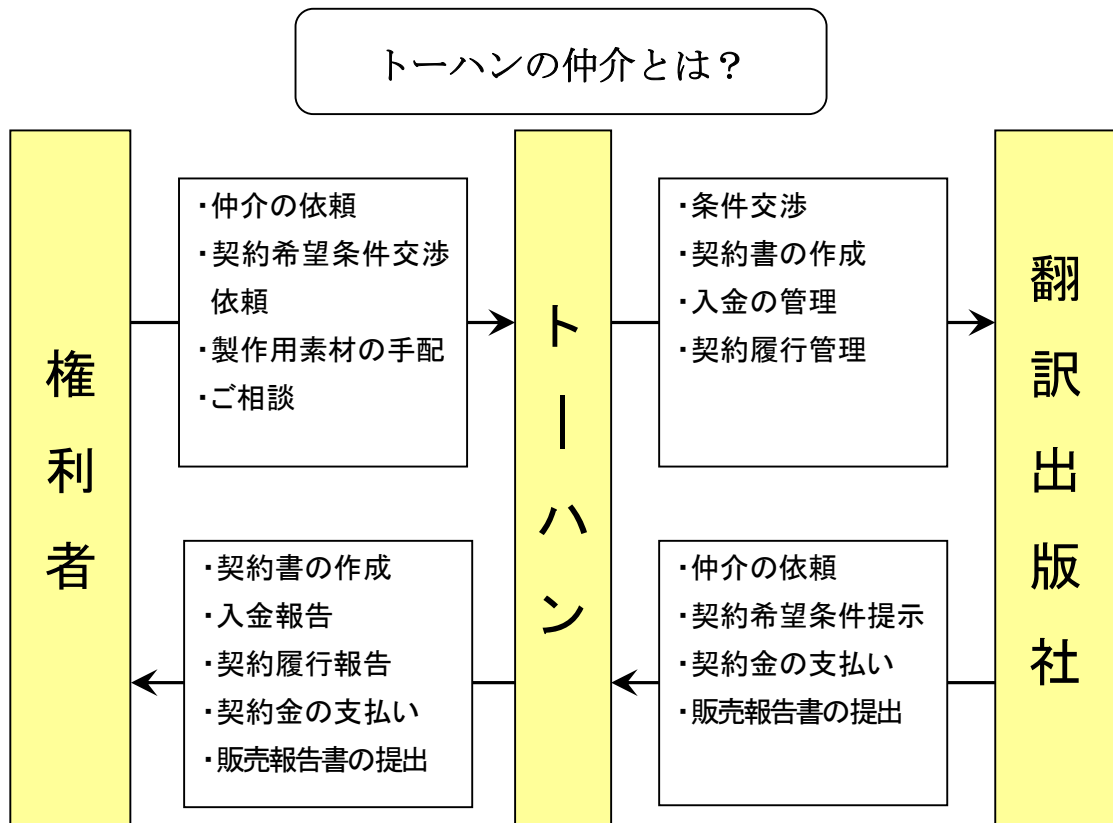 トーハンの仲介とは？
権利者
・仲介の依頼
・契約希望条件交渉
依頼
・製作用素材の手配
・ご相談
トーハン
・条件交渉
・契約書の作成
・入金の管理
・契約履行管理
翻訳出版社
・契約書の作成
・入金報告
・契約履行報告
・契約金の支払い
・販売報告書の提出
・仲介の依頼
・契約希望条件提示
・契約金の支払い
・販売報告書の提出